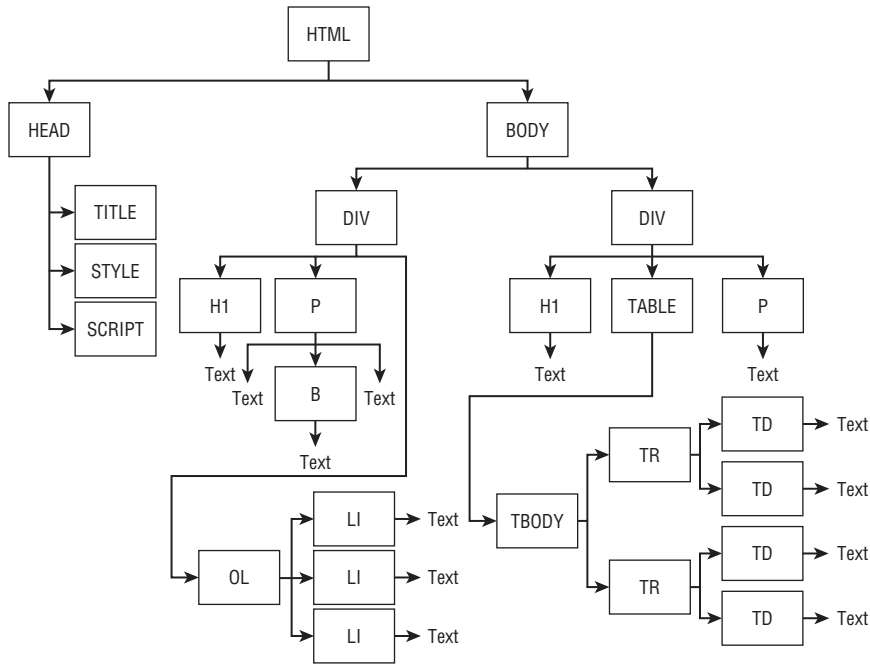 HTML
HEAD
BODY
TITLE
DIV
DIV
STYLE
SCRIPT
H1
P
H1
TABLE
P
Text
Text
B
Text
Text
Text
Text
TR
TD
Text
TD
Text
TBODY
LI
Text
OL
LI
Text
LI
Text
TR
TD
Text
TD
Text